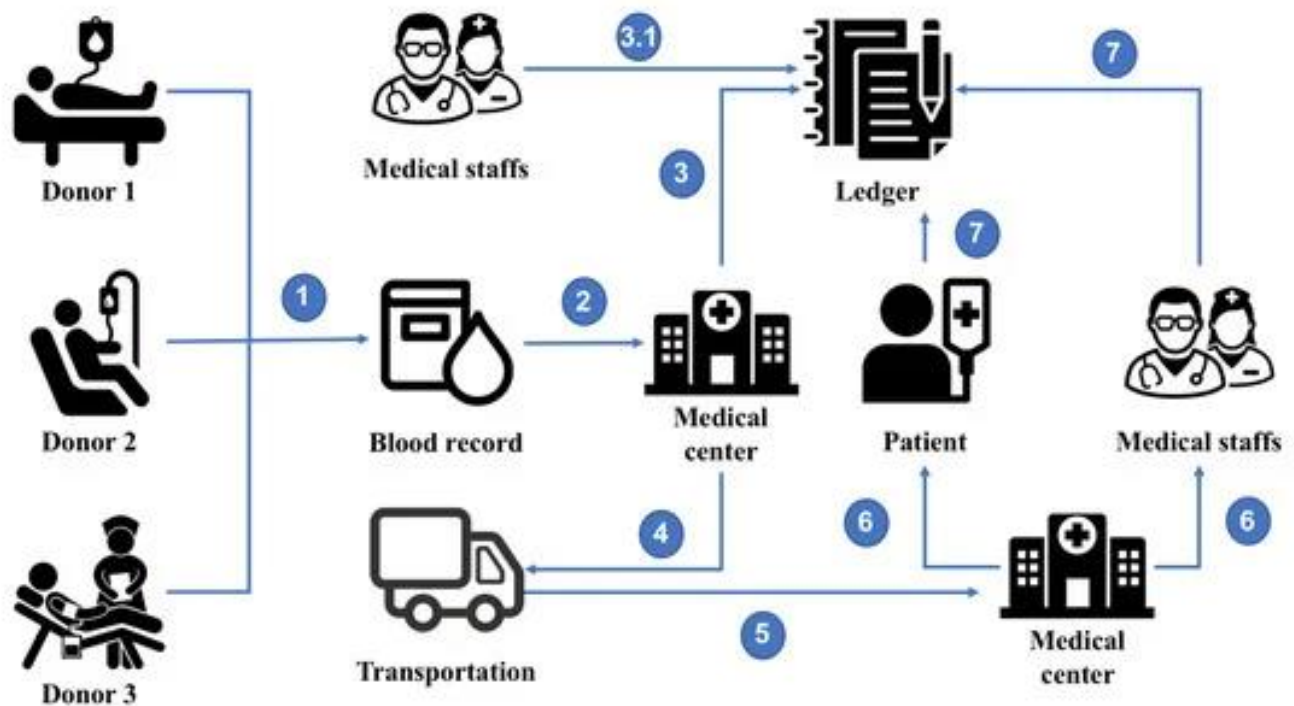 3.1
7
Medical staffs
3
Ledger
Donor 1
7
1
2
Donor 2
Blood record
Medical
center
Patient
Medical staffs
4
6
6
5
Transportation
Medical
center
Donor 3